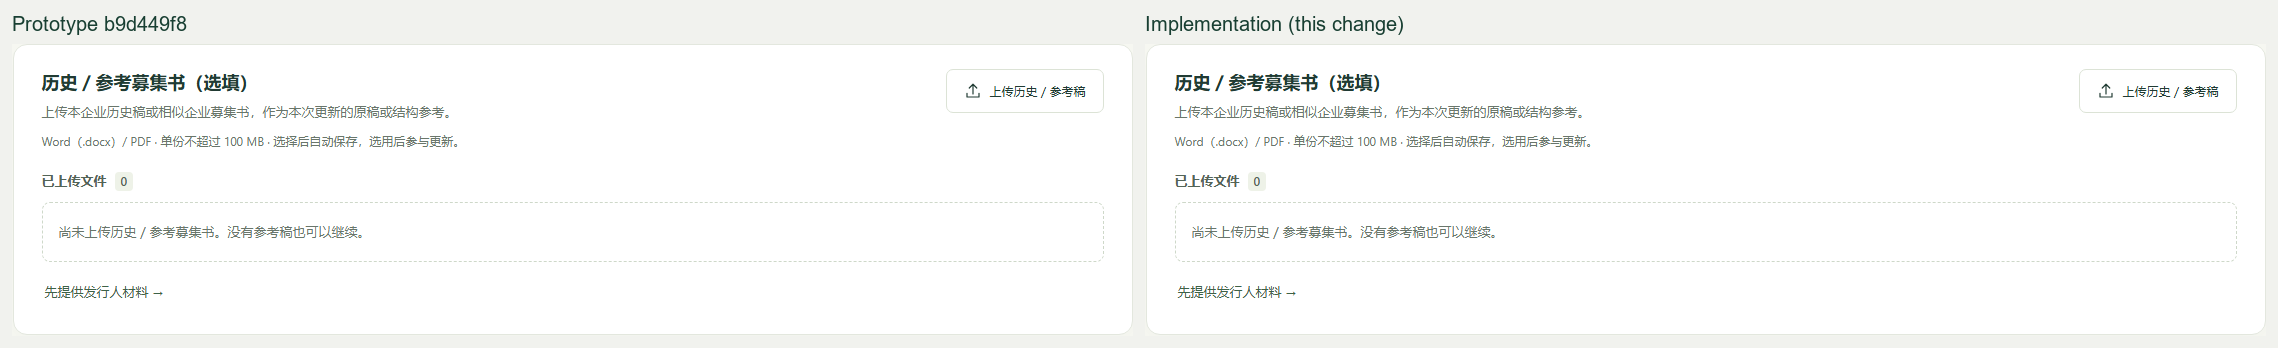 Prototype b9d449f8
历史 / 参考募集书（选填）
上传历史 / 参考稿
上传本企业历史稿或相似企业募集书，作为本次更新的原稿或结构参考。
Word（.docx）/ PDF · 单份不超过 100 MB · 选择后自动保存，选用后参与更新。
已上传文件 0
尚未上传历史 / 参考募集书。没有参考稿也可以继续。
先提供发行人材料 →
Implementation (this change)
历史 / 参考募集书（选填）
上传历史 / 参考稿
上传本企业历史稿或相似企业募集书，作为本次更新的原稿或结构参考。
Word（.docx）/ PDF · 单份不超过 100 MB · 选择后自动保存，选用后参与更新。
已上传文件 0
尚未上传历史 / 参考募集书。没有参考稿也可以继续。
先提供发行人材料 →